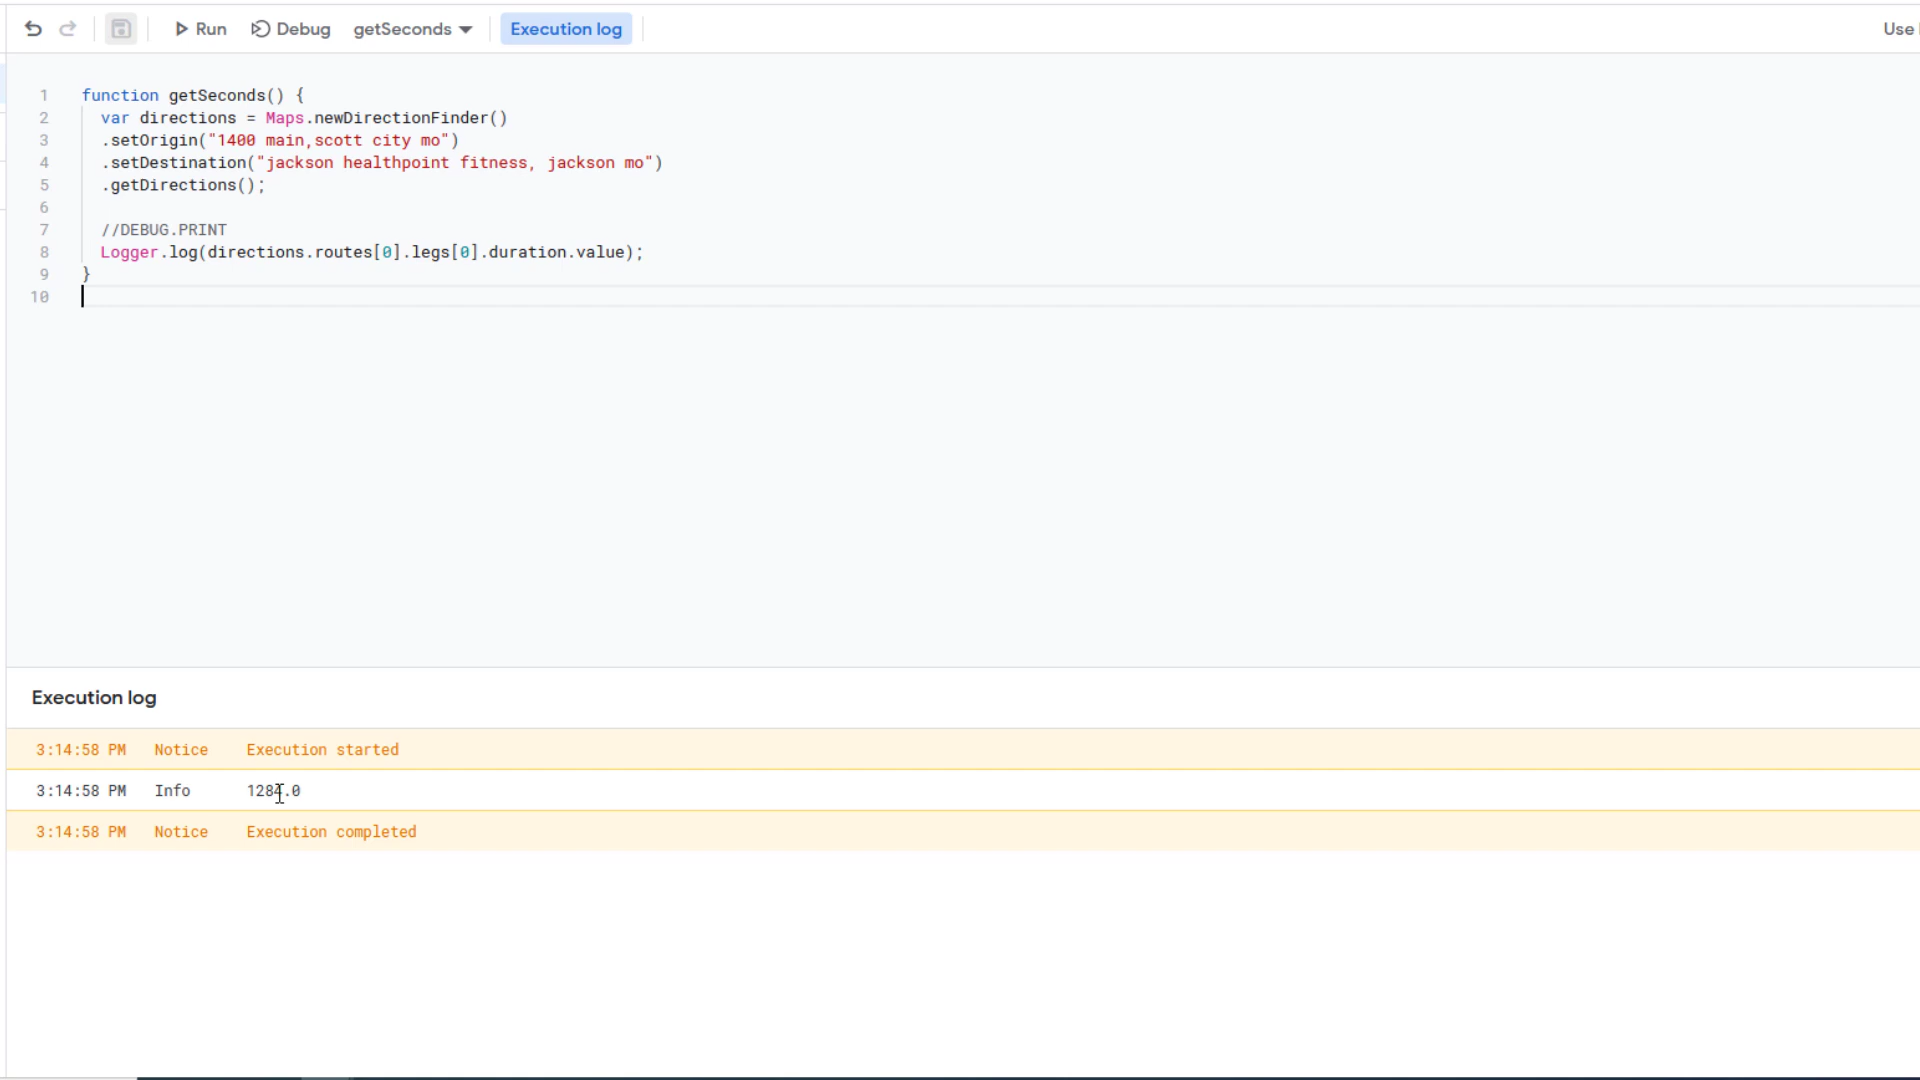 Run Debug getSeconds Execution log Use
1 function getSeconds() {
2 var directions = Maps.newDirectionFinder()
3 .setOrigin("1400 main,scott city mo")
4 .setDestination("jackson healthpoint fitness, jackson mo")
5 .getDirections();
6
7 //DEBUG.PRINT
8 Logger.log(directions.routes[0].legs[0].duration.value);
9 }
10
Execution log
3:14:58 PM Notice Execution started
3:14:58 PM Info
3:14:58 PM Notice Execution completed